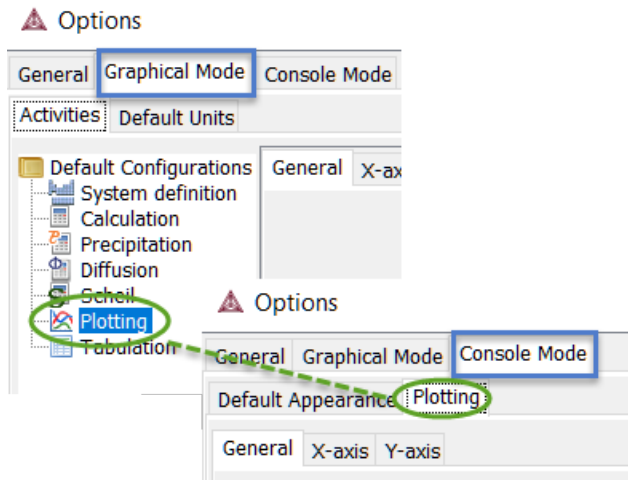 Options
General Graphical Mode Console Mode
Activities Default Units
Default Configurations
General X-ax
System definition
Calculation
Precipitation
Diffusion
Scheil
Plotting
Tabulation
Options
General Graphical Mode Console Mode
Default Appearance Plotting
General X-axis Y-axis